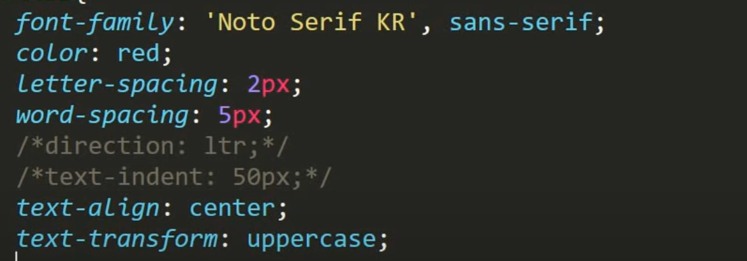 font-family: 'Noto Serif KR', sans-serif;
color: red;
letter-spacing: 2px;
word-spacing: 5px;
/*direction: ltr;*/
/*text-indent: 50px;*/
text-align: center;
text-transform: uppercase;